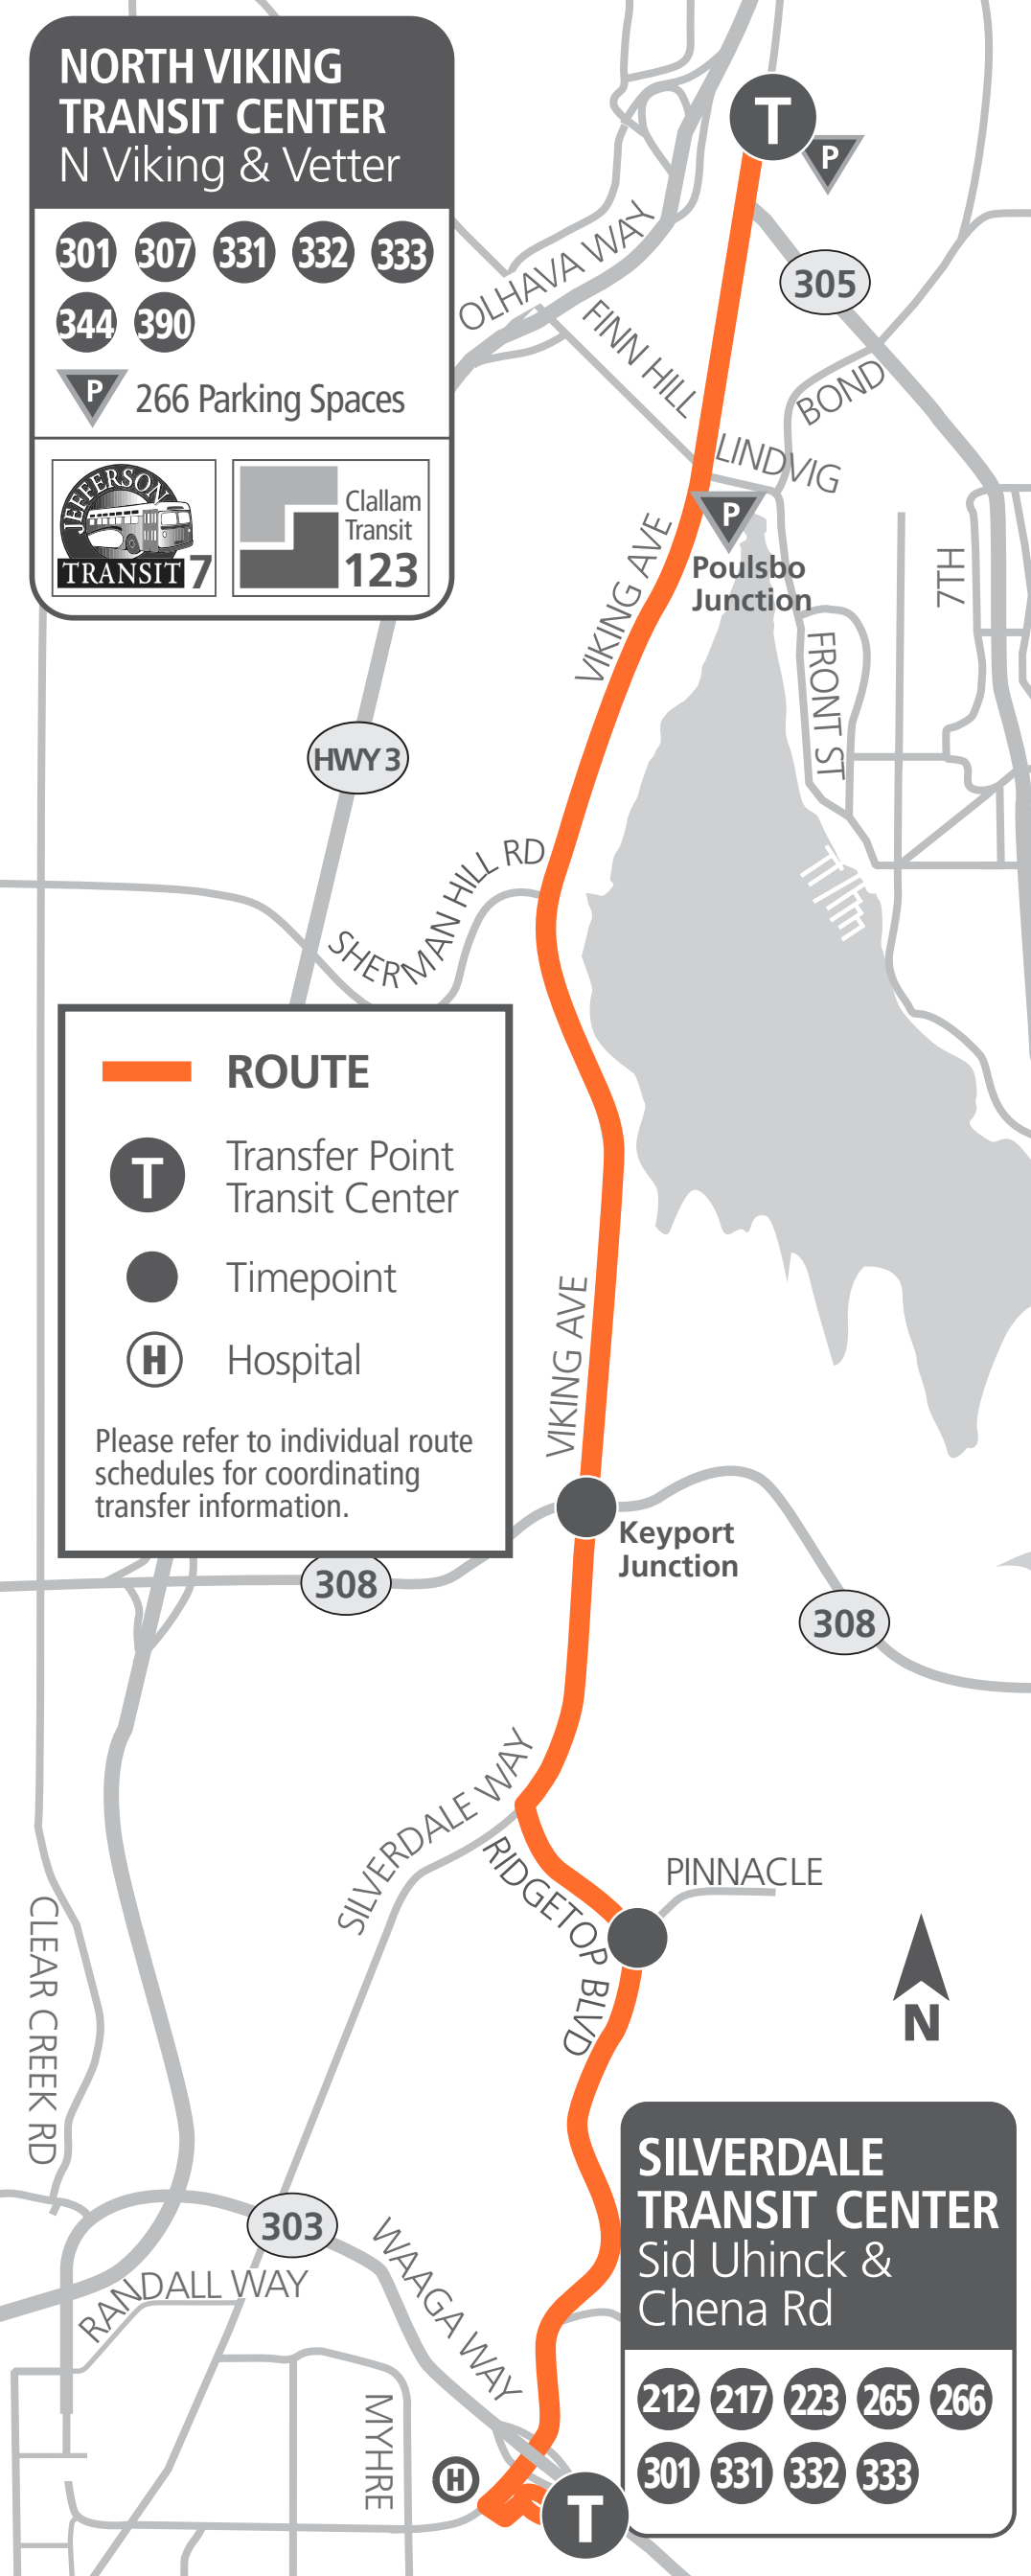 NORTH VIKING
TRANSIT CENTER
N Viking & Vetter
301 307 331 332 333
344 390
P 266 Parking Spaces
JEFFERSON
TRANSIT 7
Clallam
Transit
123
T
P
305
OLHAVA WAY
FINN HILL
BOND
LINDVIG
P
Poulsbo
Junction
VIKING AVE
7TH
FRONT ST
HWY 3
SHERMAN HILL RD
ROUTE
T
Transfer Point
Transit Center
Timepoint
H Hospital
Please refer to individual route
schedules for coordinating
transfer information.
VIKING AVE
Keyport
Junction
308
308
SILVERDALE WAY
RIDGETOP BLVD
PINNACLE
CLEAR CREEK RD
N
303
RANDALL WAY
WAAGA WAY
MYHRE
H
T
SILVERDALE
TRANSIT CENTER
Sid Uhinck &
Chena Rd
212 217 223 265 266
301 331 332 333